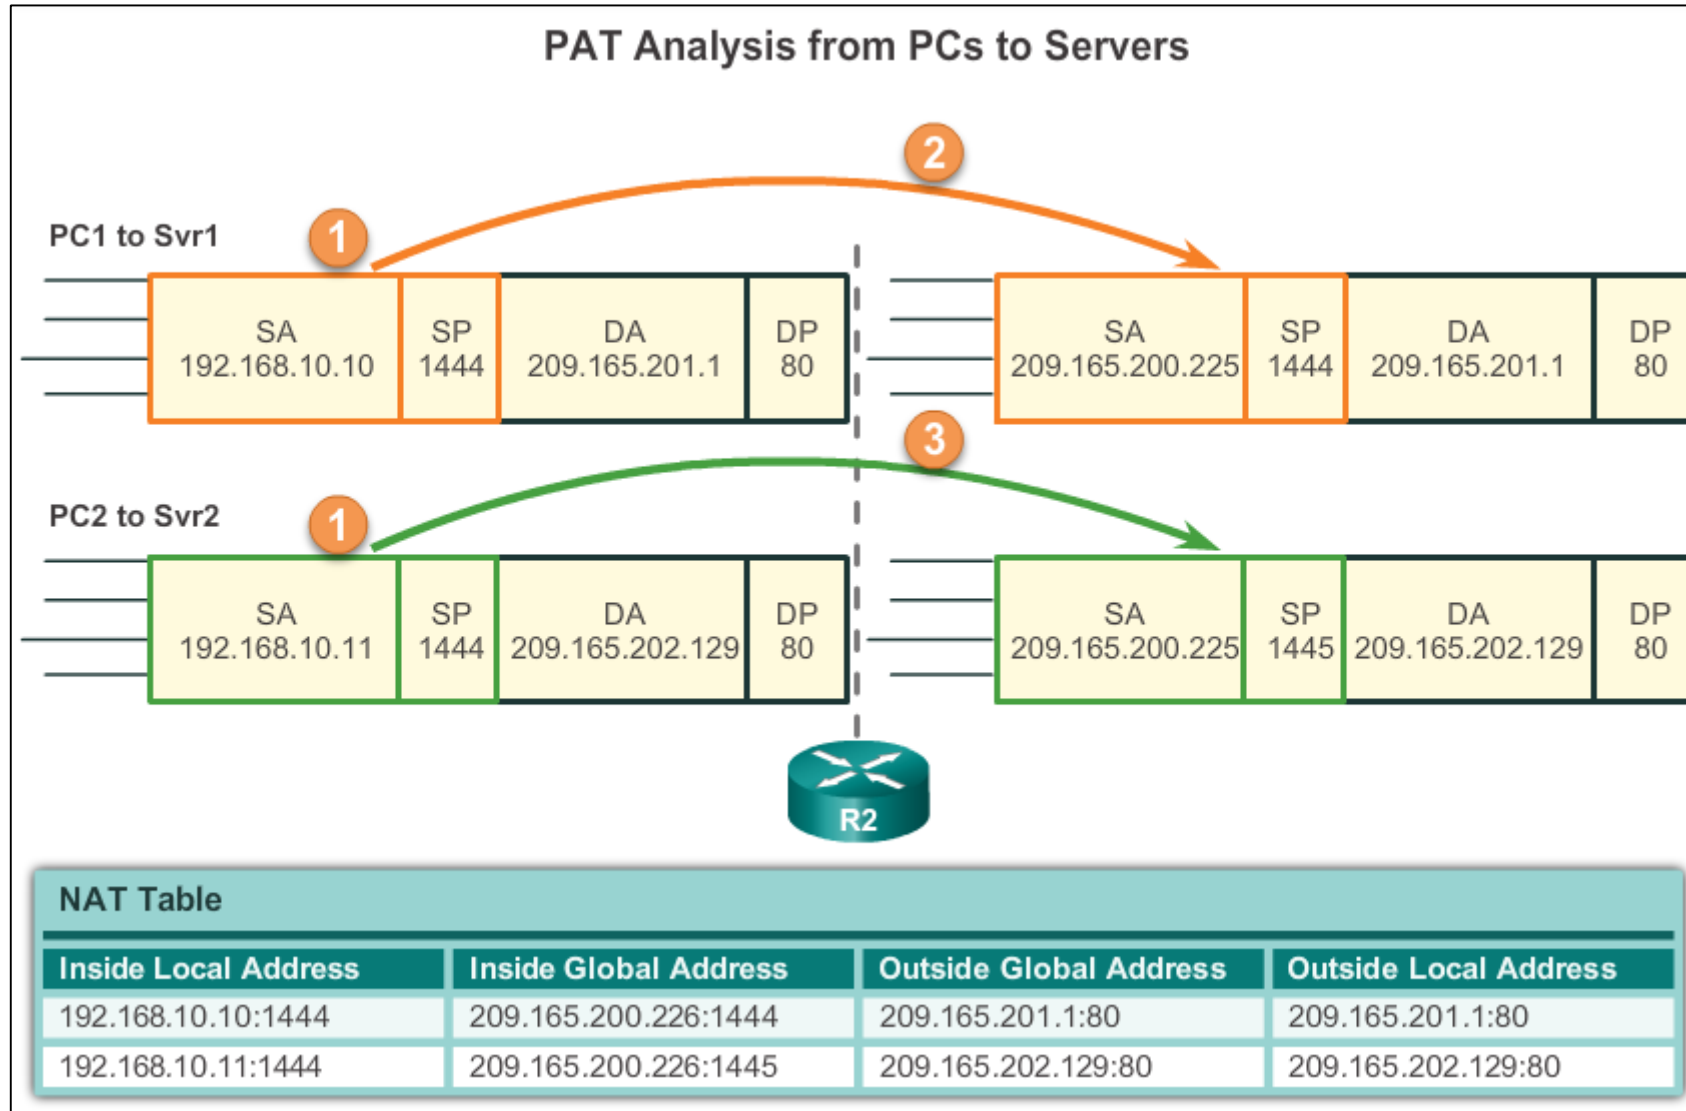 PAT Analysis from PCs to Servers
2
PC1 to Svr1
1
SA
192.168.10.10
SP
1444
DA
209.165.201.1
DP
80
SA
209.165.200.225
SP
1444
DA
209.165.201.1
DP
80
3
PC2 to Svr2
1
SA
192.168.10.11
SP
1444
DA
209.165.202.129
DP
80
SA
209.165.200.225
SP
1445
DA
209.165.202.129
DP
80
R2
NAT Table
Inside Local Address Inside Global Address Outside Global Address Outside Local Address
192.168.10.10:1444 209.165.200.226:1444 209.165.201.1:80 209.165.201.1:80
192.168.10.11:1444 209.165.200.226:1445 209.165.202.129:80 209.165.202.129:80